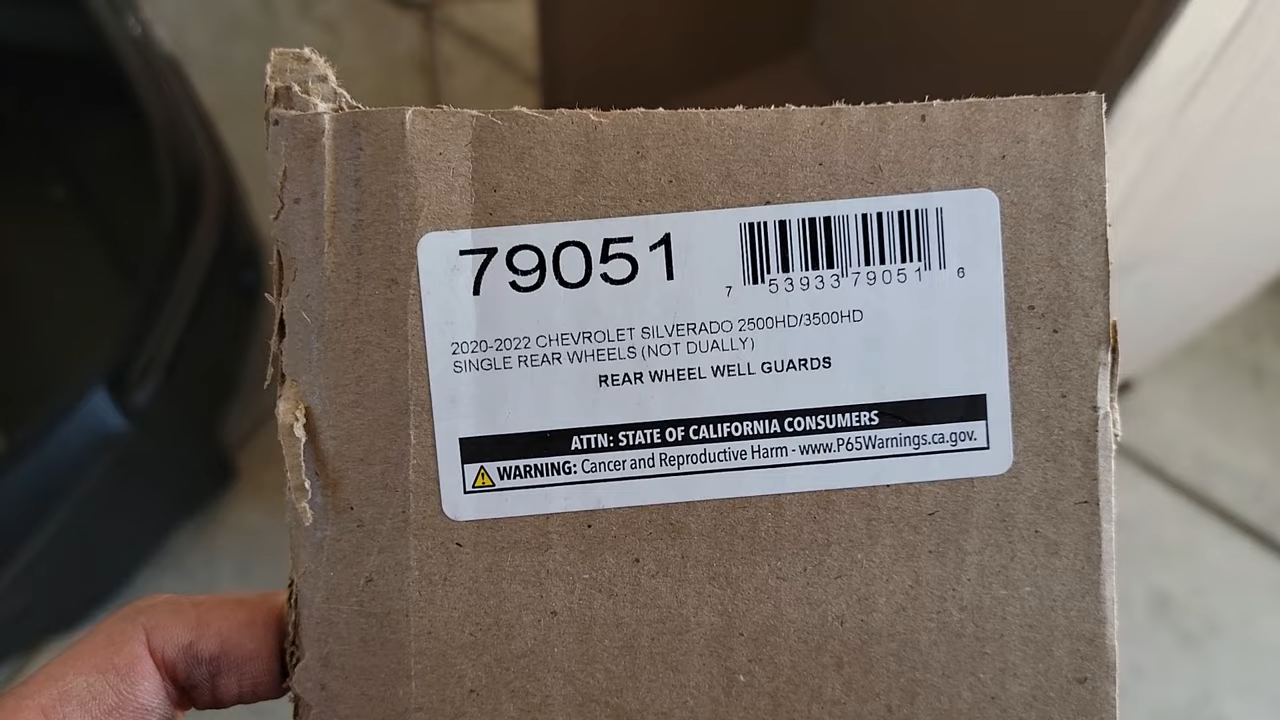 79051
7 53933 79051 6
2020-2022 CHEVROLET SILVERADO 2500HD/3500HD
SINGLE REAR WHEELS (NOT DUALLY)
REAR WHEEL WELL GUARDS
ATTN: STATE OF CALIFORNIA CONSUMERS
WARNING: Cancer and Reproductive Harm - www.P65Warnings.ca.gov.